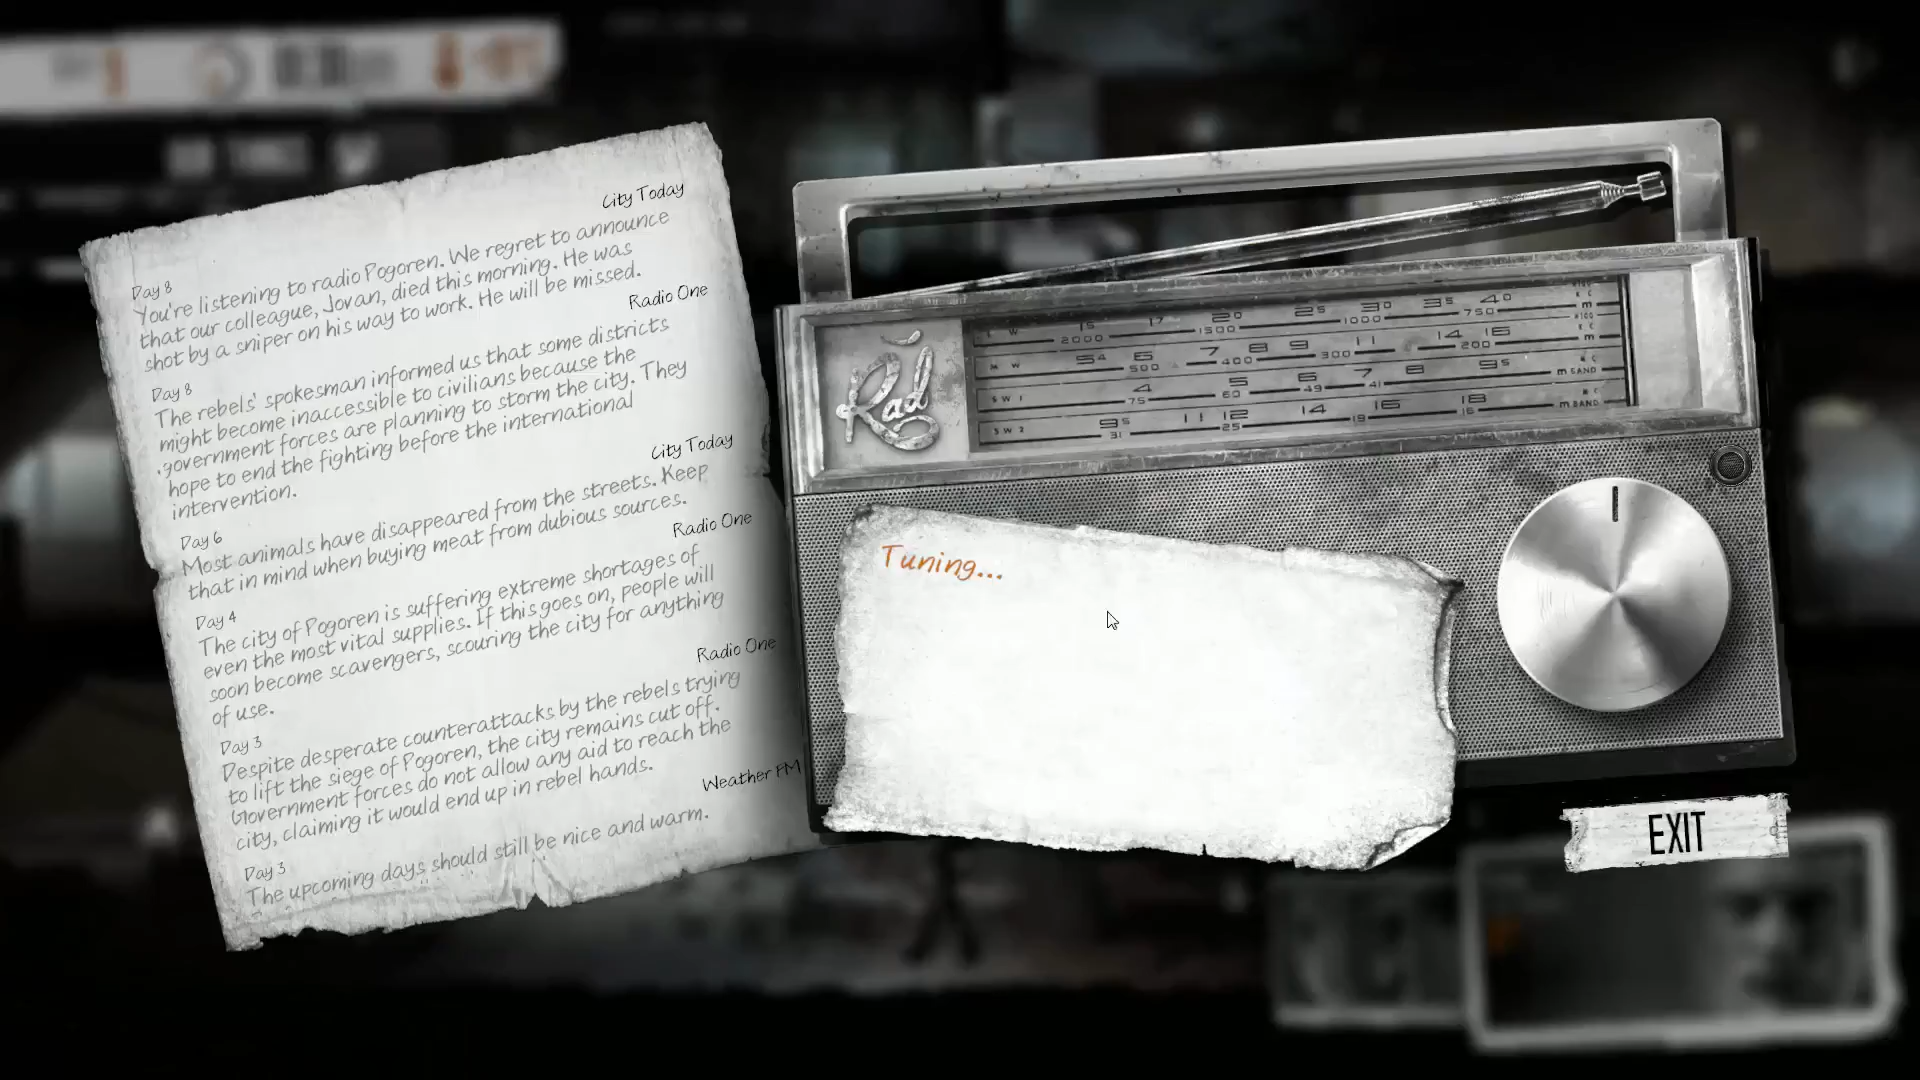 City Today
Day 8
You're listening to radio Pogoren. We regret to announce
that our colleague, Jovan, died this morning. He was
shot by a sniper on his way to work. He will be missed.
Radio One
Day 8
The rebels' spokesman informed us that some districts
might become inaccessible to civilians because the
government forces are planning to storm the city. They
hope to end the fighting before the international
intervention.
City Today
Day 6
Most animals have disappeared from the streets. Keep
that in mind when buying meat from dubious sources.
Radio One
Day 4
The city of Pogoren is suffering extreme shortages of
even the most vital supplies. If this goes on, people will
soon become scavengers, scouring the city for anything
of use.
Radio One
Day 3
Despite desperate counterattacks by the rebels trying
to lift the siege of Pogoren, the city remains cut off.
Government forces do not allow any aid to reach the
city, claiming it would end up in rebel hands.
Weather FM
Day 3
The upcoming days should still be nice and warm.
Rad
15 17 20 25 30 35 40
2000 1500 1000 750
M W 54 6 7 8 9 11 14 16
500 400 300 200
S W 1 4 5 6 7 8 95 m BAND
75 60 49 41
S W 2 95 11 12 14 16 18 m BAND
31 25 19 16
Tuning...
EXIT